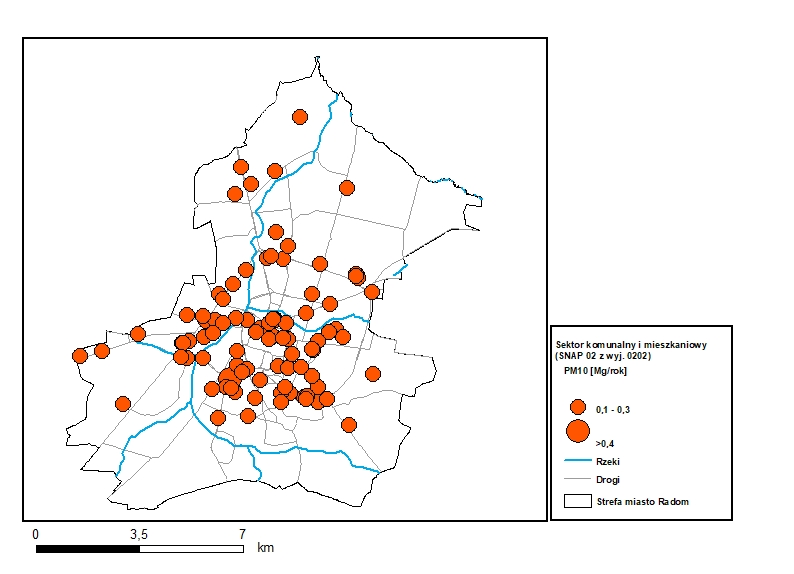 Sektor komunalny i mieszkaniowy
(SNAP 02 z wyj. 0202)
PM10 [Mg/rok]
0,1 - 0,3
>0,4
Rzeki
Drogi
Strefa miasto Radom
0 3,5 7
km